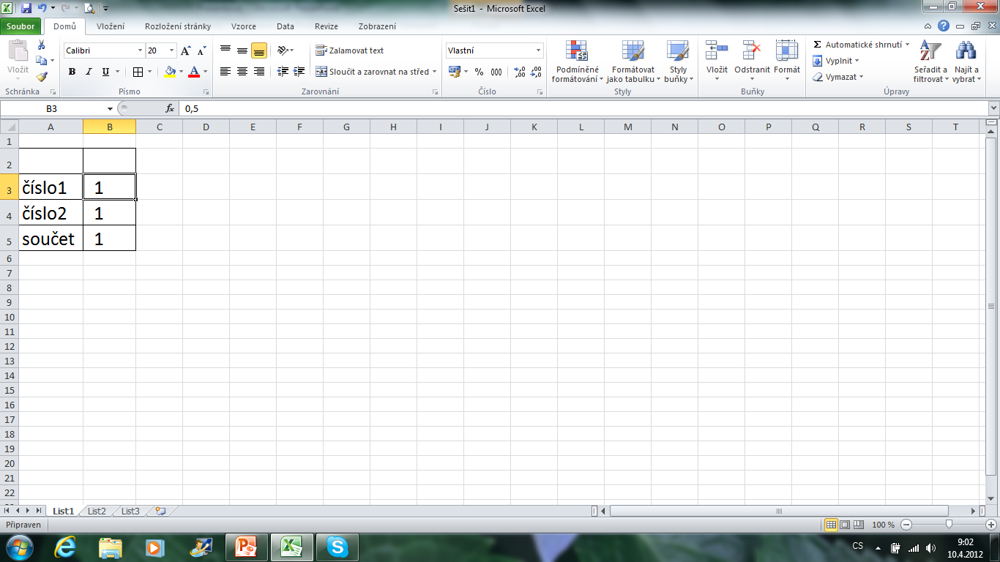 Sešit1 - Microsoft Excel
Soubor Domů Vložení Rozložení stránky Vzorce Data Revize Zobrazení
Vložit
Schránka
Calibri 20 A A
B I U A
Písmo
Zalamovat text
Sloučit a zarovnat na střed
Zarovnání
Vlastní
% 000 ,00
Číslo
Podmíněné formátování
Formátovat jako tabulku
Styly buňky
Styly
Vložit Odstranit Formát
Buňky
Σ Automatické shrnutí
Vyplnit
Vymazat
Seřadit a filtrovat
Najít a vybrat
Úpravy
B3 fx 0,5
A B C D E F G H I J K L M N O P Q R S T
1
2
3 číslo1 1
4 číslo2 1
5 součet 1
6
7
8
9
10
11
12
13
14
15
16
17
18
19
20
21
22
List1 List2 List3
Připraven 100 %
CS 9:02
10.4.2012